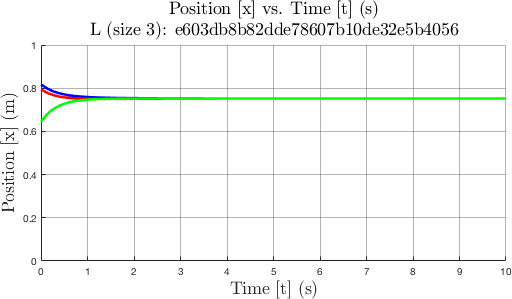 Position [x] vs. Time [t] (s)
L (size 3): e603db8b82dde78607b10de32e5b4056
Position [x] (m)
1
0.8
0.6
0.4
0.2
0
0 1 2 3 4 5 6 7 8 9 10
Time [t] (s)